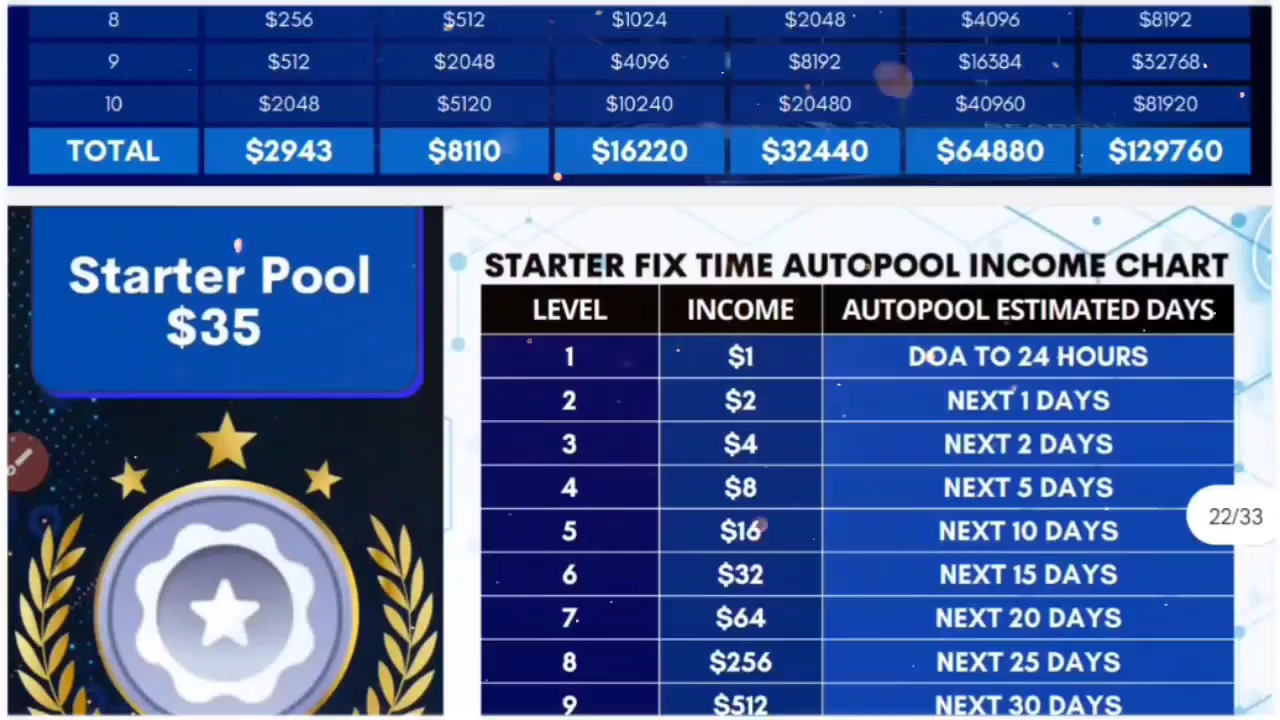 8 $256 $512 $1024 $2048 $4096 $8192
9 $512 $2048 $4096 $8192 $16384 $32768
10 $2048 $5120 $10240 $20480 $40960 $81920
TOTAL $2943 $8110 $16220 $32440 $64880 $129760
Starter Pool
$35
STARTER FIX TIME AUTOPOOL INCOME CHART
LEVEL INCOME AUTOPOOL ESTIMATED DAYS
1 $1 DOA TO 24 HOURS
2 $2 NEXT 1 DAYS
3 $4 NEXT 2 DAYS
4 $8 NEXT 5 DAYS
5 $16 NEXT 10 DAYS
6 $32 NEXT 15 DAYS
7 $64 NEXT 20 DAYS
8 $256 NEXT 25 DAYS
9 $512 NEXT 30 DAYS
22/33